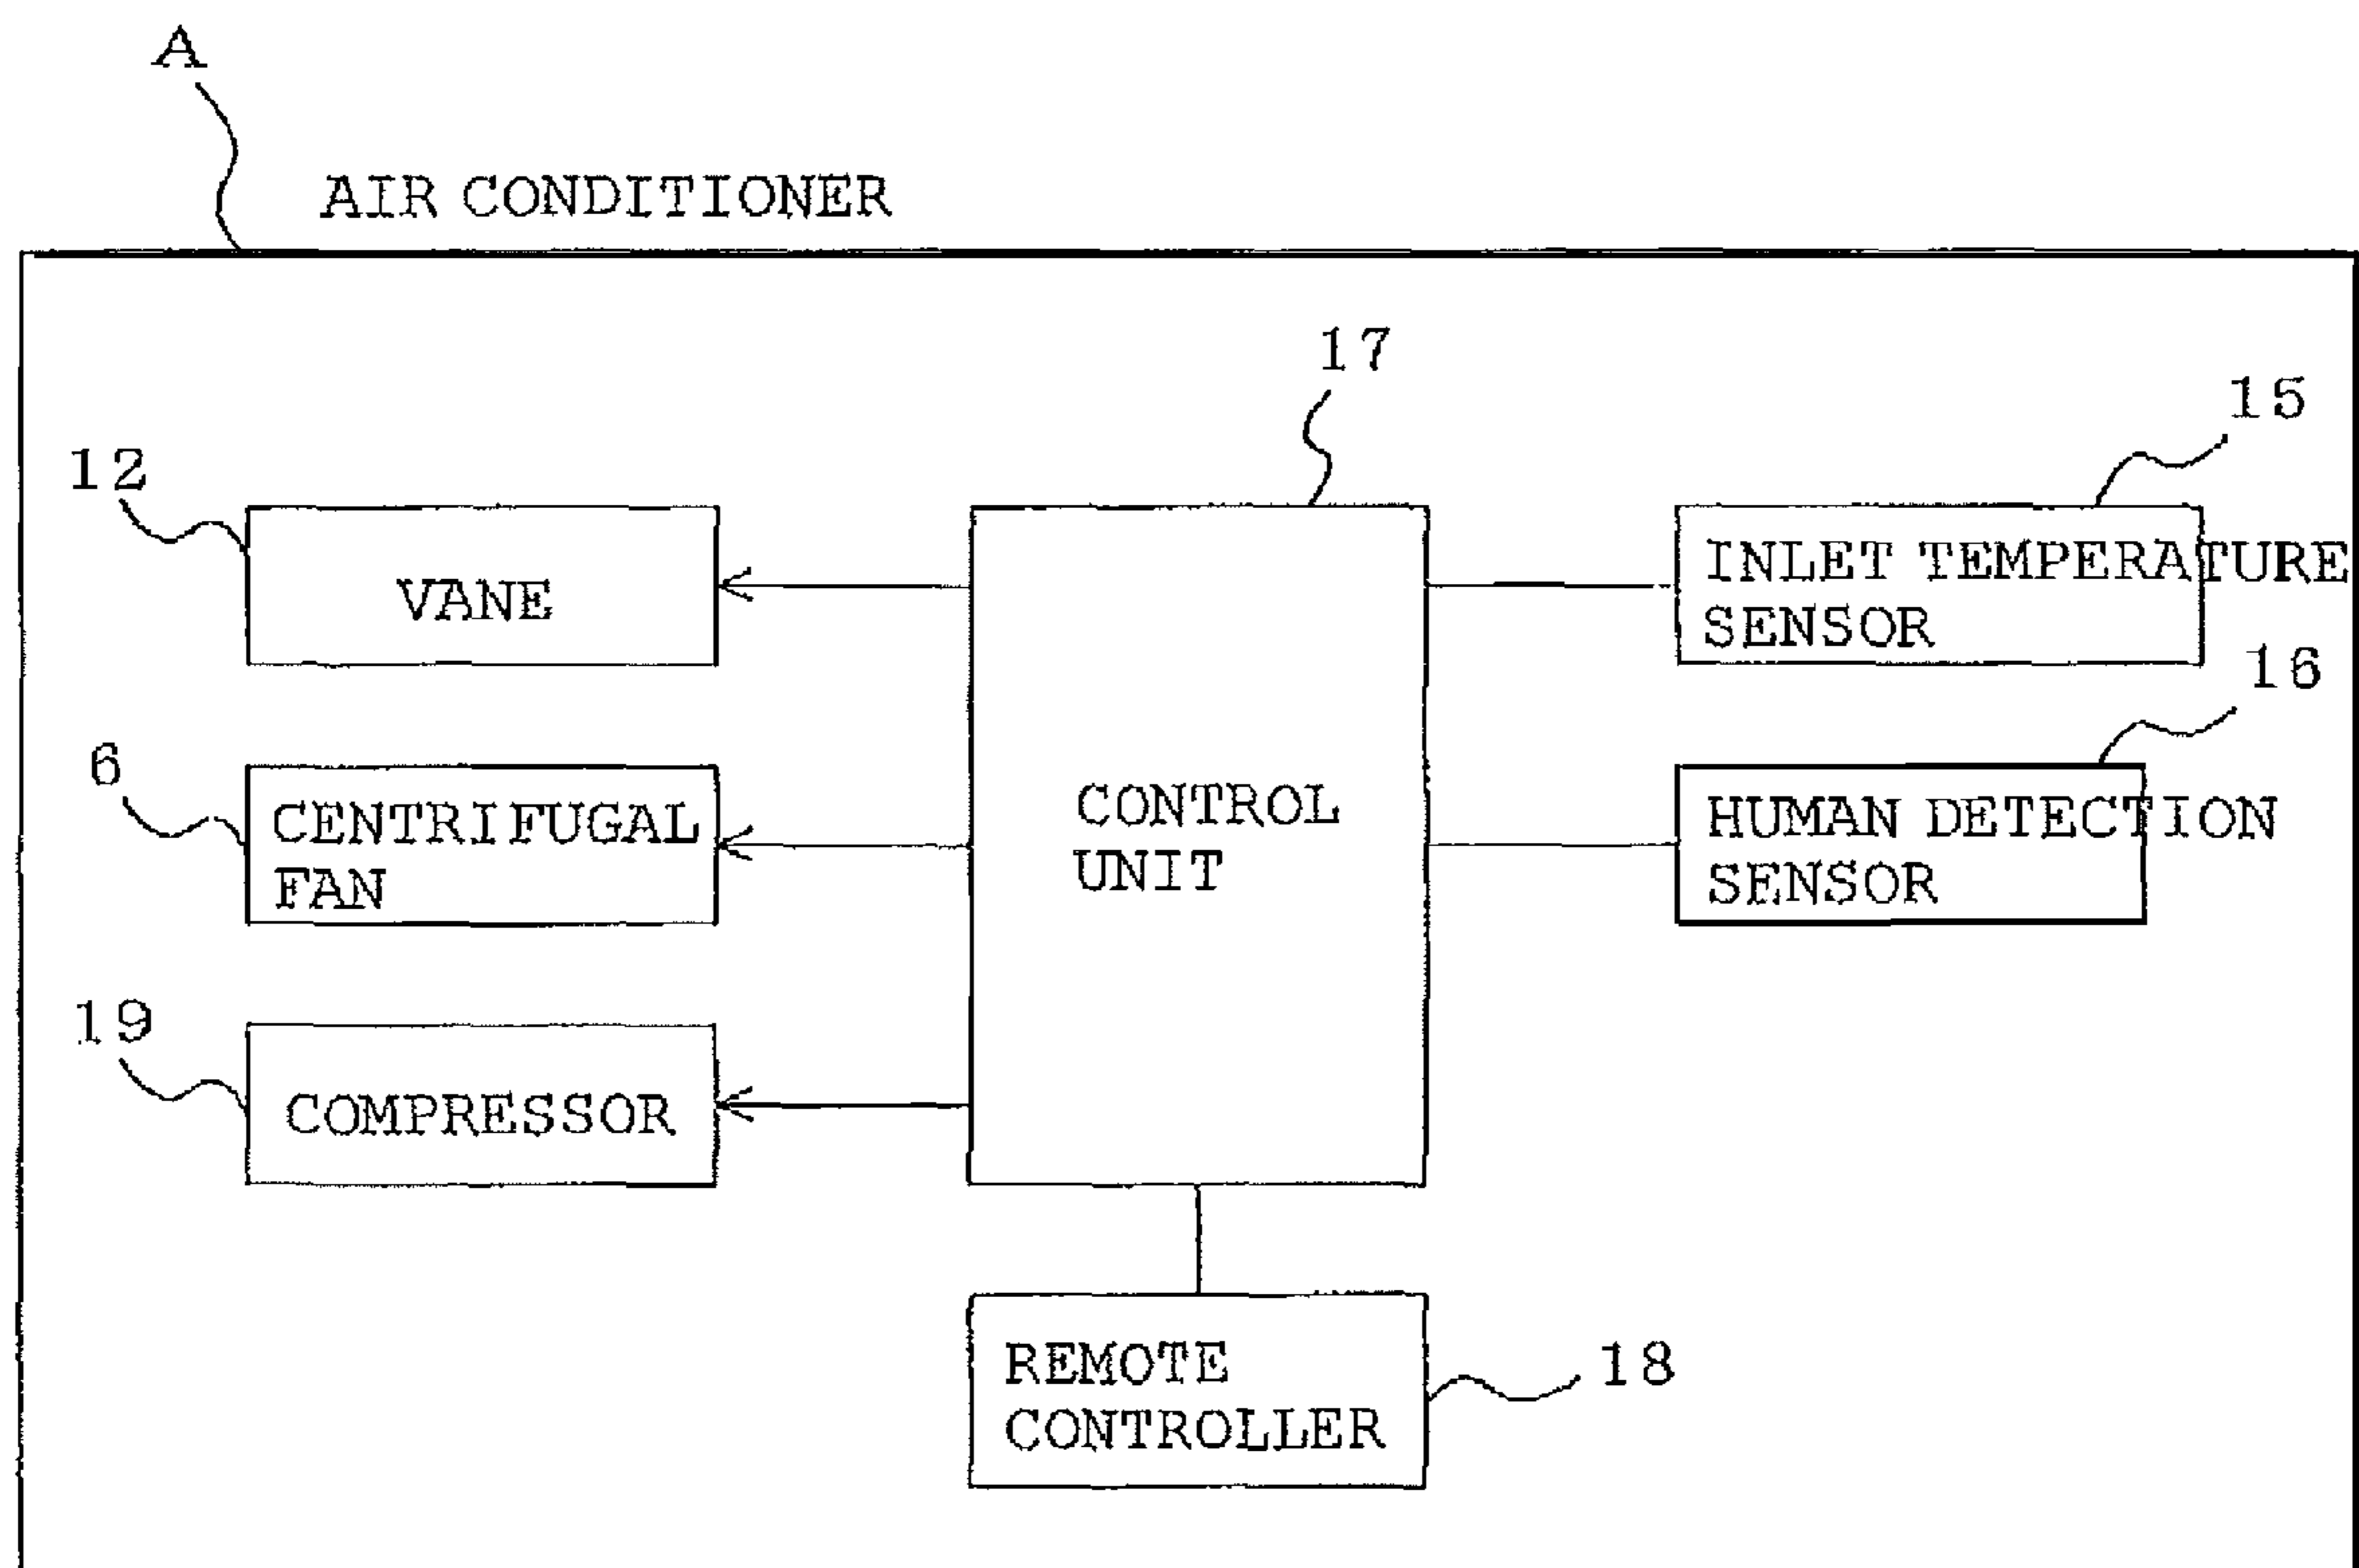 A
AIR CONDITIONER
17
15
12
INLET TEMPERATURE
SENSOR
VANE
16
6
CENTRIFUGAL
FAN
CONTROL
UNIT
HUMAN DETECTION
SENSOR
19
COMPRESSOR
REMOTE
CONTROLLER
18